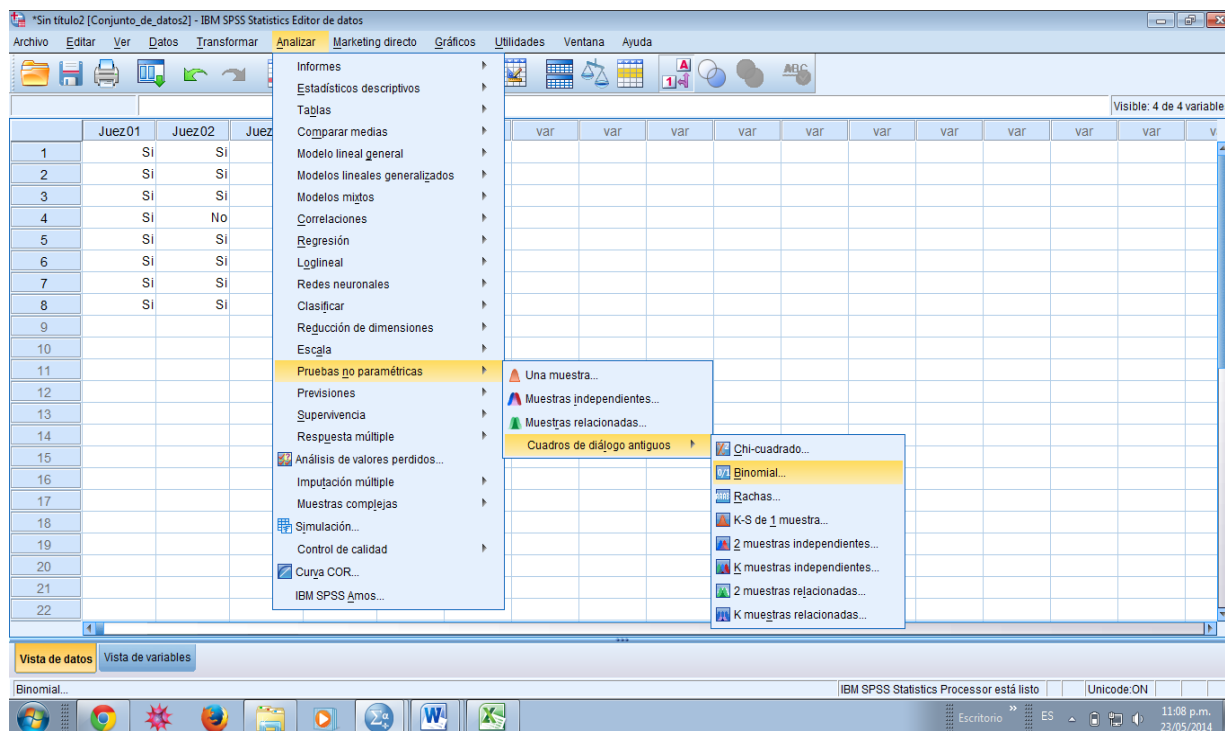 *Sin título2 [Conjunto_de_datos2] - IBM SPSS Statistics Editor de datos
Archivo Editar Ver Datos Transformar Analizar Marketing directo Gráficos Utilidades Ventana Ayuda
Visible: 4 de 4 variable
Juez01 Juez02 Juez var var var var var var var var var v
1 Si Si
2 Si Si
3 Si Si
4 Si No
5 Si Si
6 Si Si
7 Si Si
8 Si Si
9
10
11
12
13
14
15
16
17
18
19
20
21
22
Informes
Estadísticos descriptivos
Tablas
Comparar medias
Modelo lineal general
Modelos lineales generalizados
Modelos mixtos
Correlaciones
Regresión
Loglineal
Redes neuronales
Clasificar
Reducción de dimensiones
Escala
Pruebas no paramétricas
Previsiones
Supervivencia
Respuesta múltiple
Análisis de valores perdidos...
Imputación múltiple
Muestras complejas
Simulación...
Control de calidad
Curva COR...
IBM SPSS Amos...
Una muestra...
Muestras independientes...
Muestras relacionadas...
Cuadros de diálogo antiguos
Chi-cuadrado...
Binomial...
Rachas...
K-S de 1 muestra...
2 muestras independientes...
K muestras independientes...
2 muestras relacionadas...
K muestras relacionadas...
Vista de datos Vista de variables
Binomial... IBM SPSS Statistics Processor está listo Unicode:ON
Escritorio » ES 11:08 p.m.
23/05/2014